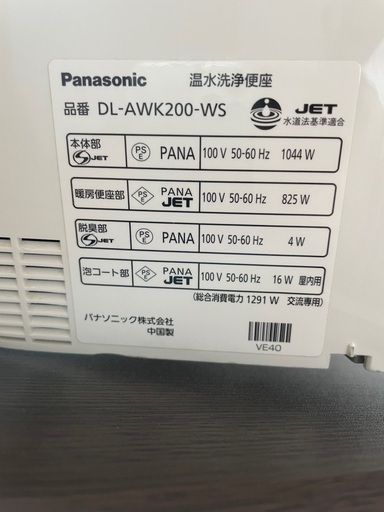 Panasonic 温水洗浄便座
品番 DL-AWK200-WS JET
水道法基準適合
本体部 S JET PS E PANA 100 V 50-60 Hz 1044 W
暖房便座部 PS E PANA JET 100 V 50-60 Hz 825 W
脱臭部 S JET PS E PANA 100 V 50-60 Hz 4 W
泡コート部 PS E PANA JET 100 V 50-60 Hz 16 W 屋内用
(総合消費電力 1291 W 交流専用)
パナソニック株式会社
中国製
VE40